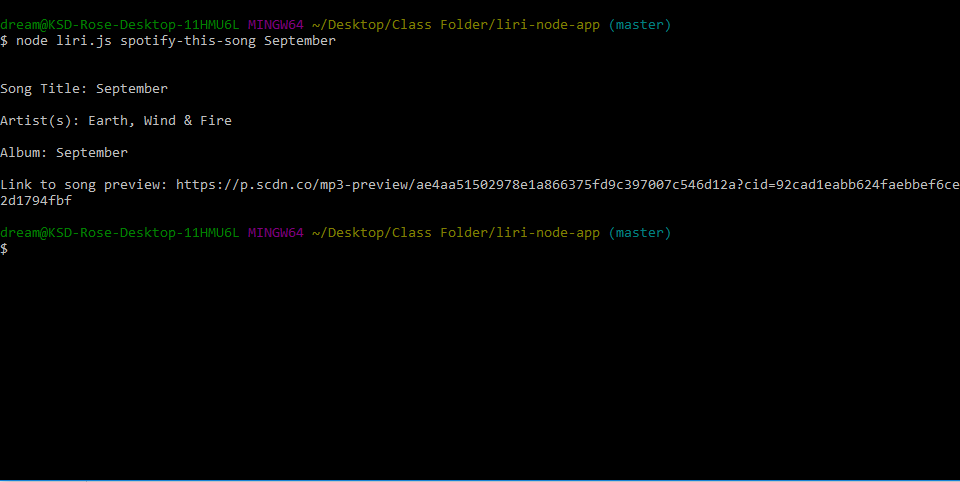 dream@KSD-Rose-Desktop-11HMU6L MINGW64 ~/Desktop/Class Folder/liri-node-app (master)
$ node liri.js spotify-this-song September
Song Title: September
Artist(s): Earth, Wind & Fire
Album: September
Link to song preview: https://p.scdn.co/mp3-preview/ae4aa51502978e1a866375fd9c397007c546d12a?cid=92cad1eabb624faebbef6ce
2d1794fbf
dream@KSD-Rose-Desktop-11HMU6L MINGW64 ~/Desktop/Class Folder/liri-node-app (master)
$